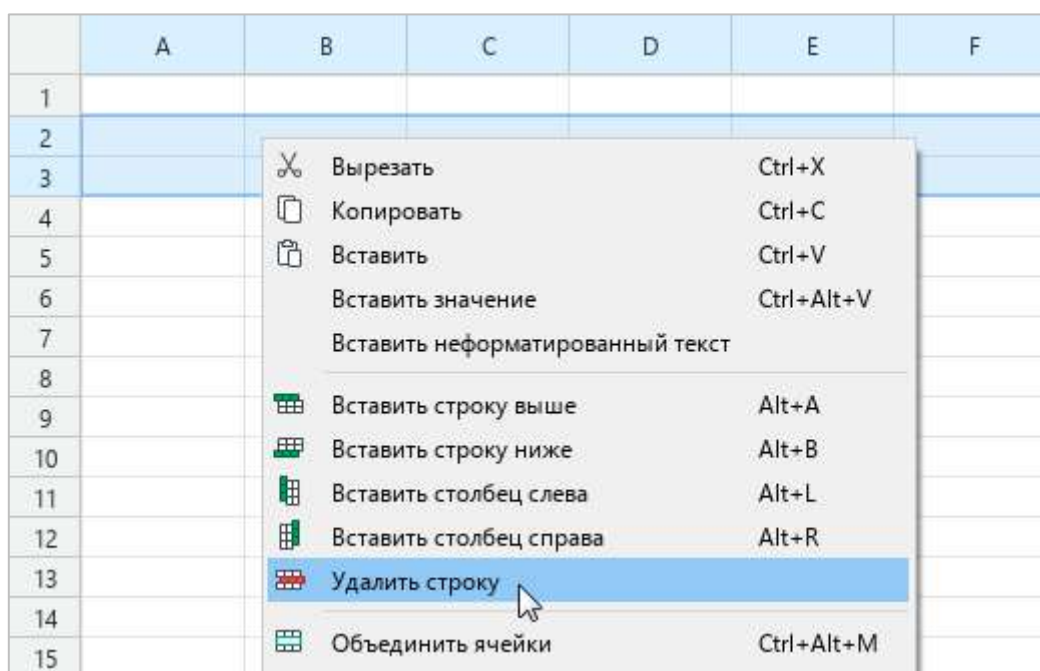 A B C D E F
1
2
Вырезать Ctrl+X
3
Копировать Ctrl+C
4
Вставить Ctrl+V
5
Вставить значение Ctrl+Alt+V
6
Вставить неформатированный текст
7
8
Вставить строку выше Alt+A
9
Вставить строку ниже Alt+B
10
Вставить столбец слева Alt+L
11
Вставить столбец справа Alt+R
12
Удалить строку
13
14
Объединить ячейки Ctrl+Alt+M
15